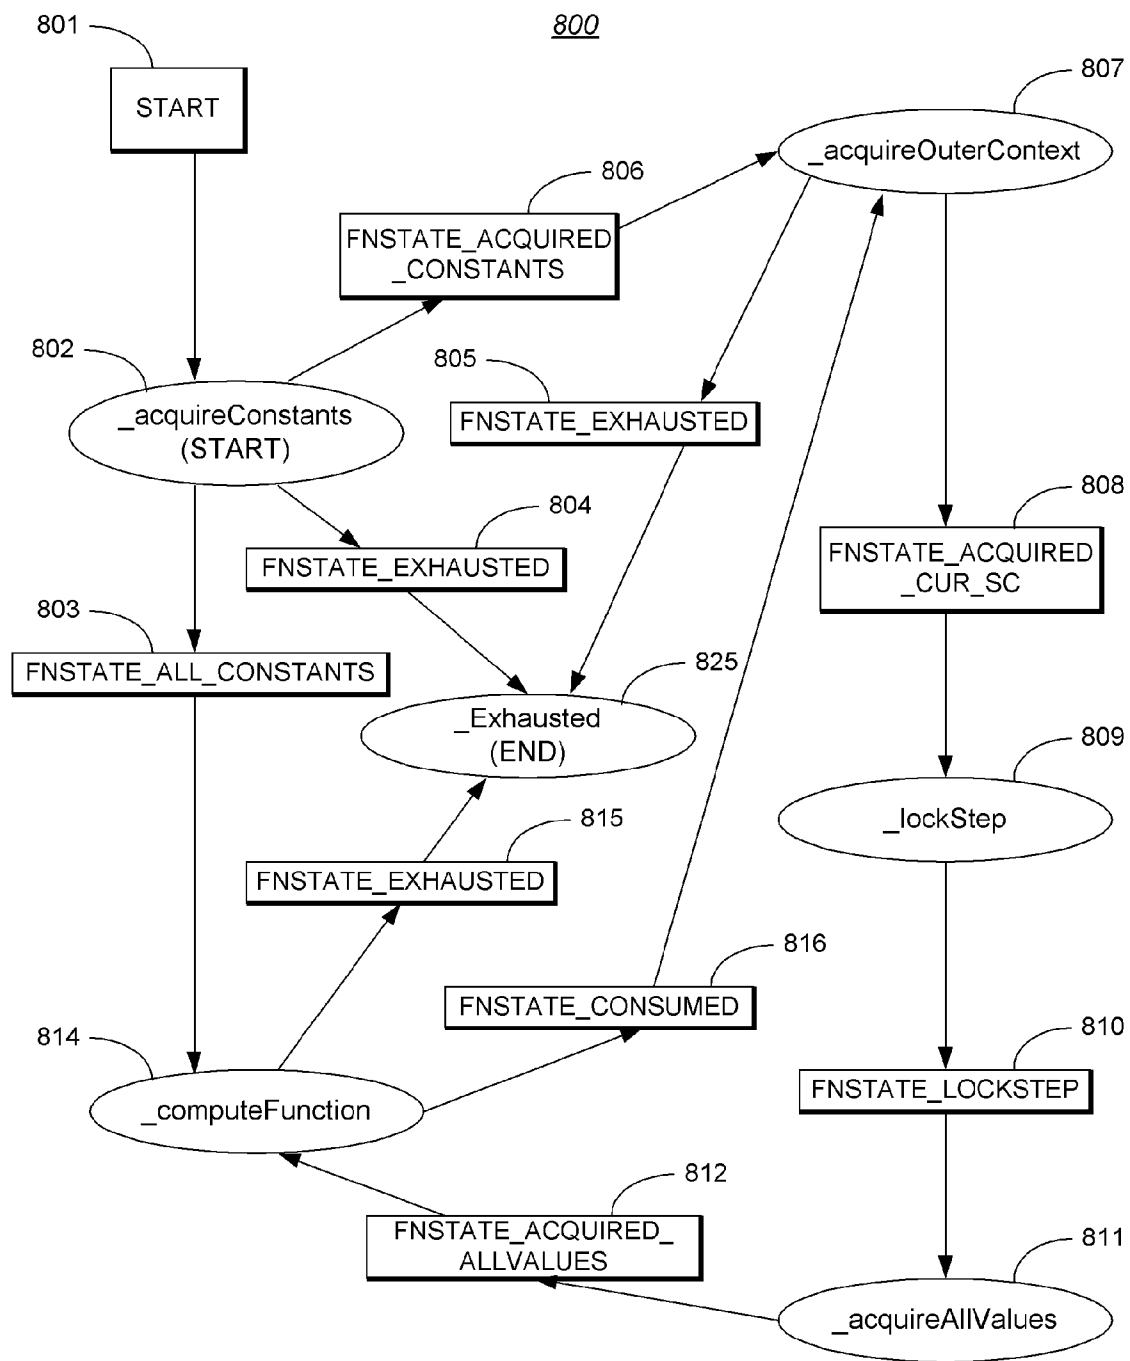 800
801
START
807
_acquireOuterContext
806
FNSTATE_ACQUIRED
_CONSTANTS
802
_acquireConstants
(START)
805
FNSTATE_EXHAUSTED
804
FNSTATE_EXHAUSTED
808
FNSTATE_ACQUIRED
_CUR_SC
803
FNSTATE_ALL_CONSTANTS
825
_Exhausted
(END)
809
_lockStep
815
FNSTATE_EXHAUSTED
816
FNSTATE_CONSUMED
814
_computeFunction
810
FNSTATE_LOCKSTEP
812
FNSTATE_ACQUIRED_
ALLVALUES
811
_acquireAllValues